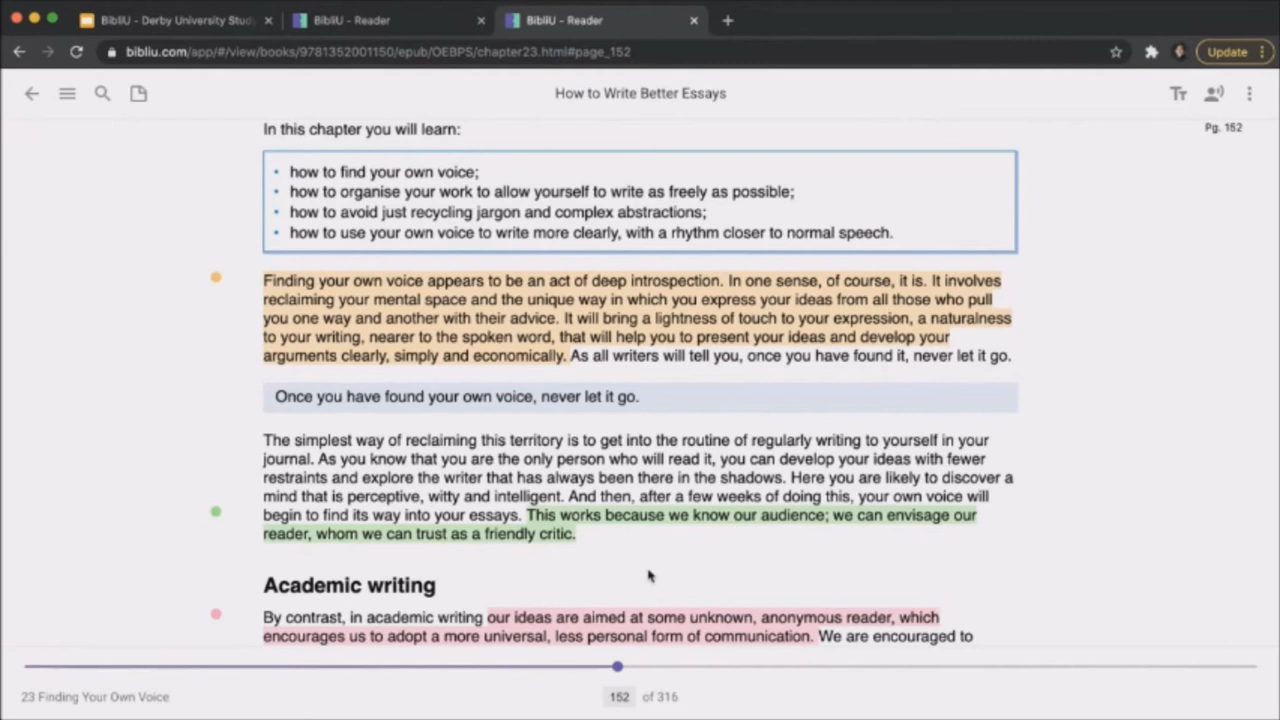 BibliU - Derby University Stud
BibliU - Reader
BibliU - Reader
bibliu.com/app/#/view/books/9781352001150/epub/OEBPS/chapter23.html#page_152
Update
How to Write Better Essays
Pg. 152
In this chapter you will learn:
• how to find your own voice;
• how to organise your work to allow yourself to write as freely as possible;
• how to avoid just recycling jargon and complex abstractions;
• how to use your own voice to write more clearly, with a rhythm closer to normal speech.
Finding your own voice appears to be an act of deep introspection. In one sense, of course, it is. It involves
reclaiming your mental space and the unique way in which you express your ideas from all those who pull
you one way and another with their advice. It will bring a lightness of touch to your expression, a naturalness
to your writing, nearer to the spoken word, that will help you to present your ideas and develop your
arguments clearly, simply and economically. As all writers will tell you, once you have found it, never let it go.
Once you have found your own voice, never let it go.
The simplest way of reclaiming this territory is to get into the routine of regularly writing to yourself in your
journal. As you know that you are the only person who will read it, you can develop your ideas with fewer
restraints and explore the writer that has always been there in the shadows. Here you are likely to discover a
mind that is perceptive, witty and intelligent. And then, after a few weeks of doing this, your own voice will
begin to find its way into your essays. This works because we know our audience; we can envisage our
reader, whom we can trust as a friendly critic.
Academic writing
By contrast, in academic writing our ideas are aimed at some unknown, anonymous reader, which
encourages us to adopt a more universal, less personal form of communication. We are encouraged to
23 Finding Your Own Voice
152 of 316